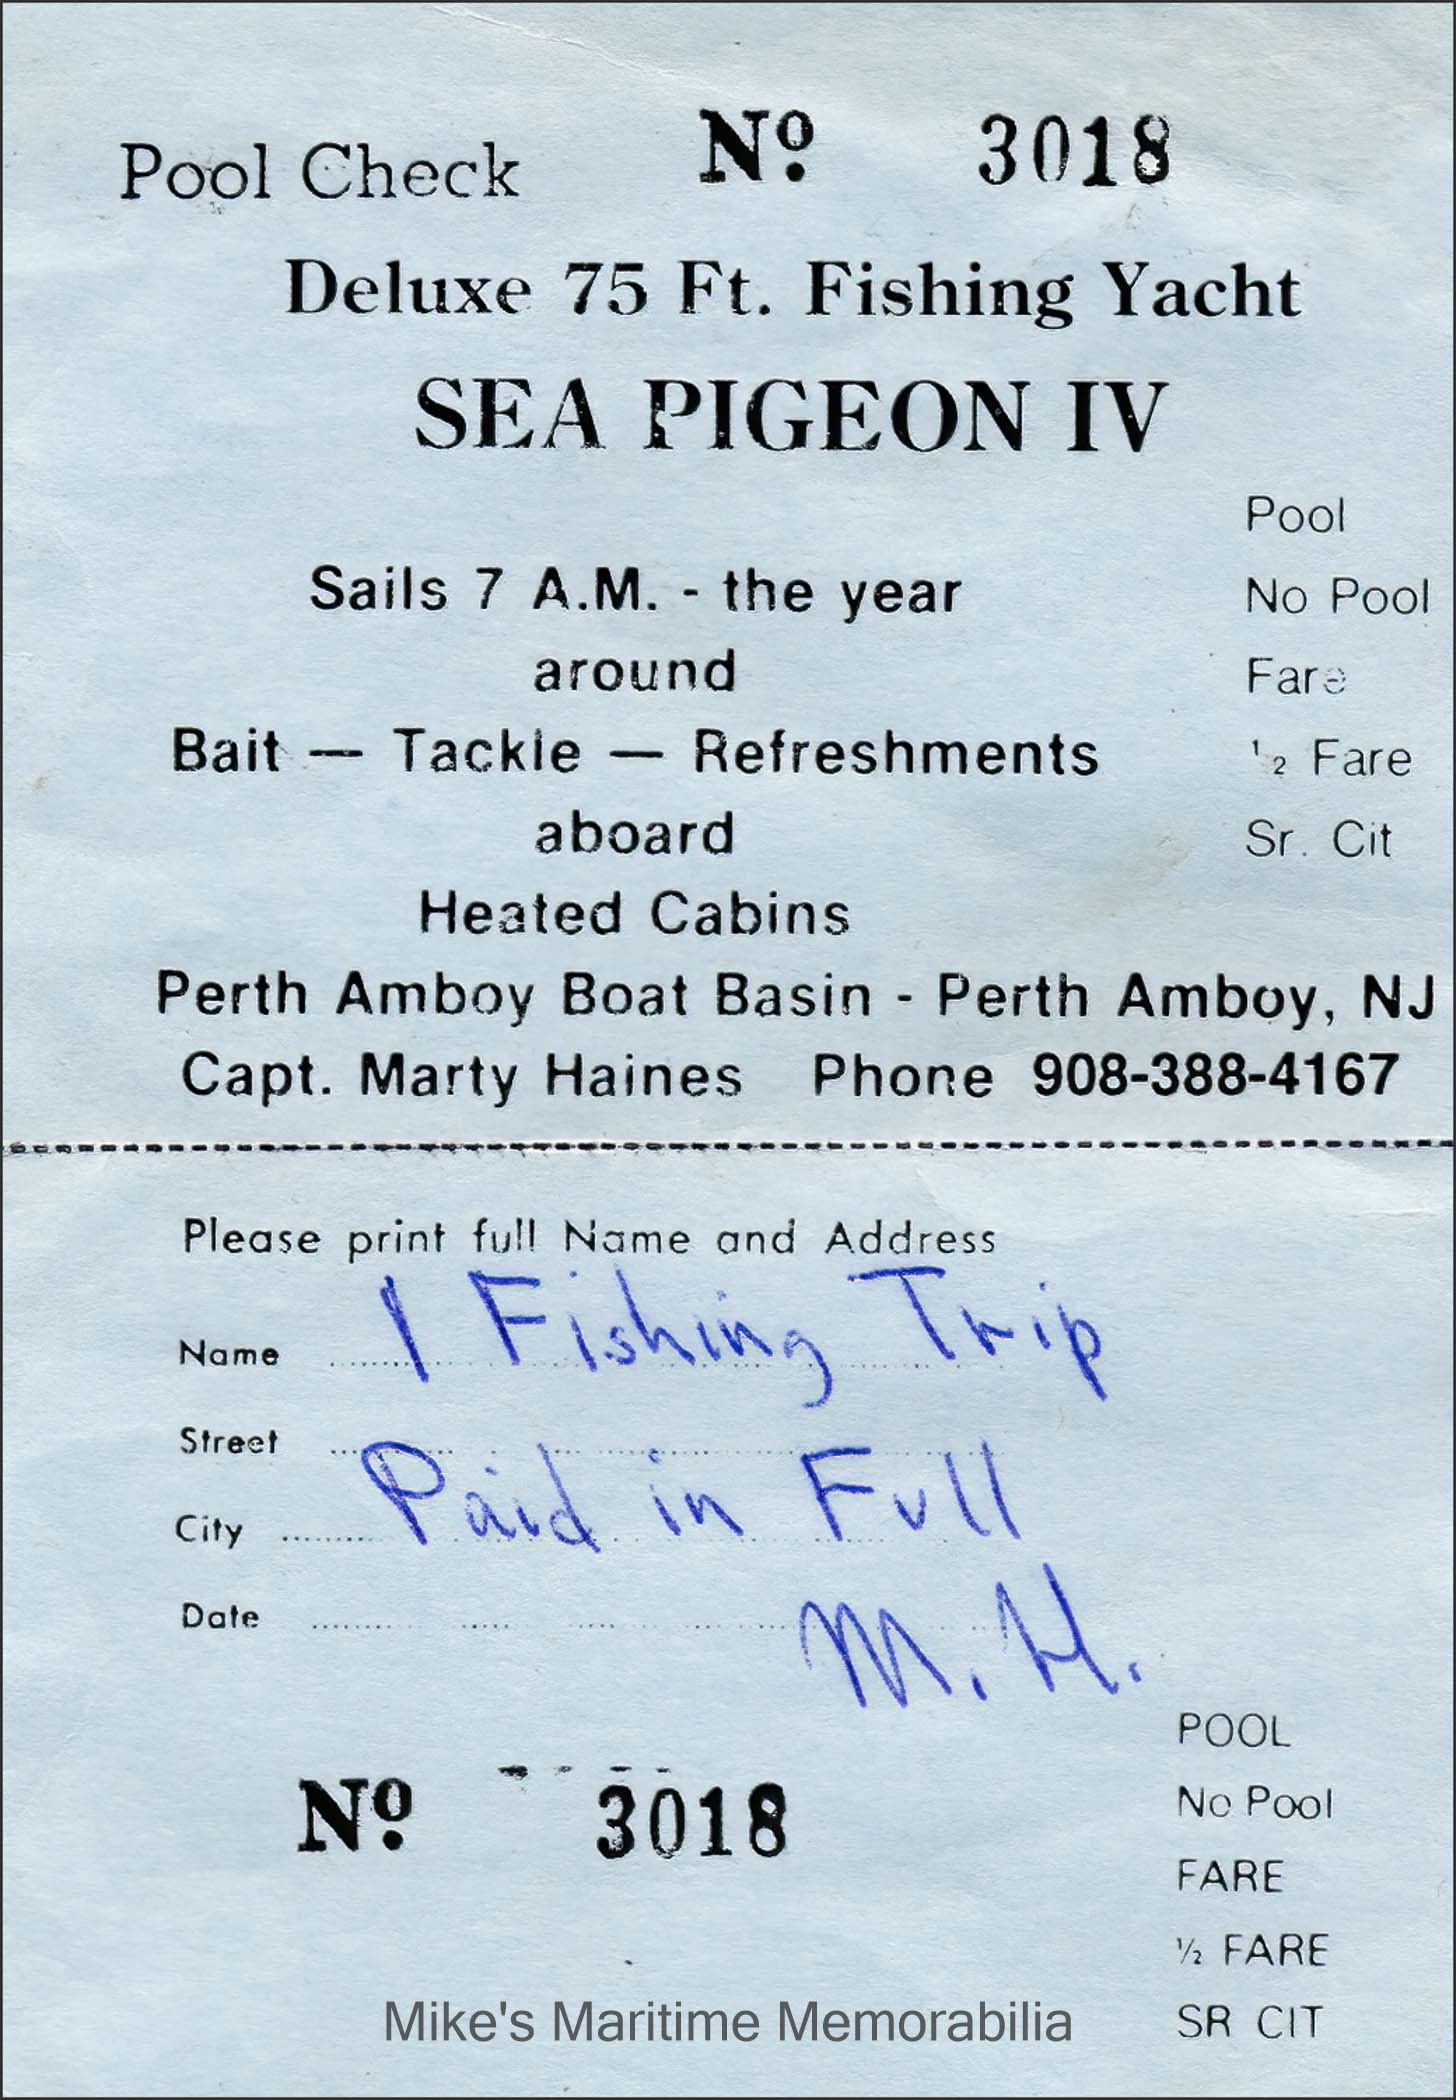 Pool Check Nº 3018
Deluxe 75 Ft. Fishing Yacht
SEA PIGEON IV
Pool
Sails 7 A.M. - the year No Pool
around Fare
Bait — Tackle — Refreshments ½ Fare
aboard Sr. Cit
Heated Cabins
Perth Amboy Boat Basin - Perth Amboy, NJ
Capt. Marty Haines Phone 908-388-4167
Please print full Name and Address
Name 1 Fishing Trip
Street
City Paid in Full
Date M.H.
POOL
Nº 3018 No Pool
FARE
½ FARE
Mike's Maritime Memorabilia SR CIT